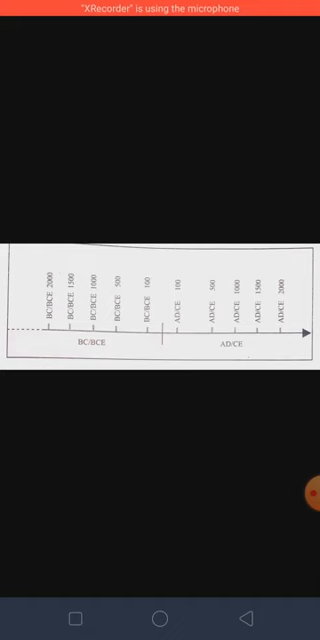 "XRecorder" is using the microphone
BC/BCE 2000
BC/BCE 1500
BC/BCE 1000
BC/BCE 500
BC/BCE 100
AD/CE 100
AD/CE 500
AD/CE 1000
AD/CE 1500
AD/CE 2000
BC/BCE
AD/CE